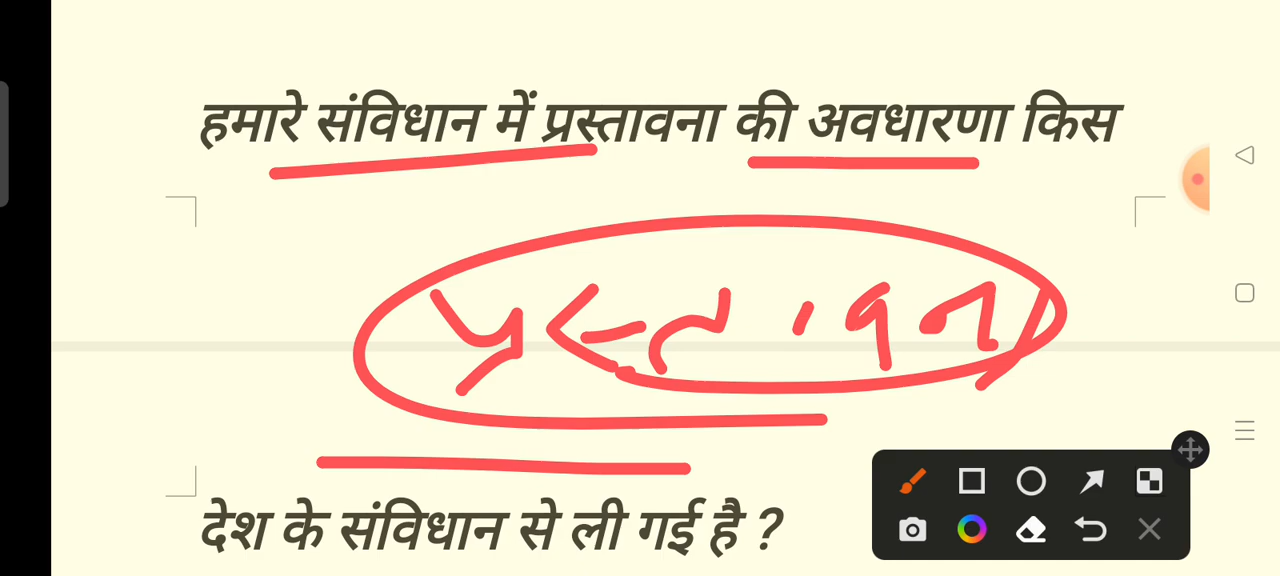 हमारे संविधान में प्रस्तावना की अवधारणा किस
देश के संविधान से ली गई है ?